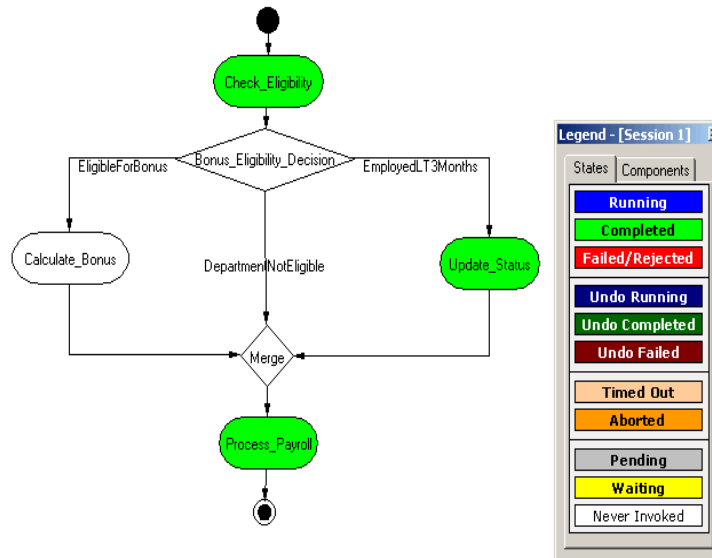 Check_Eligibility
Bonus_Eligibility_Decision
EligibleForBonus
EmployedLT3Months
Calculate_Bonus
DepartmentNotEligible
Update_Status
Merge
Process_Payroll
Legend - [Session 1]
States
Components
Running
Completed
Failed/Rejected
Undo Running
Undo Completed
Undo Failed
Timed Out
Aborted
Pending
Waiting
Never Invoked